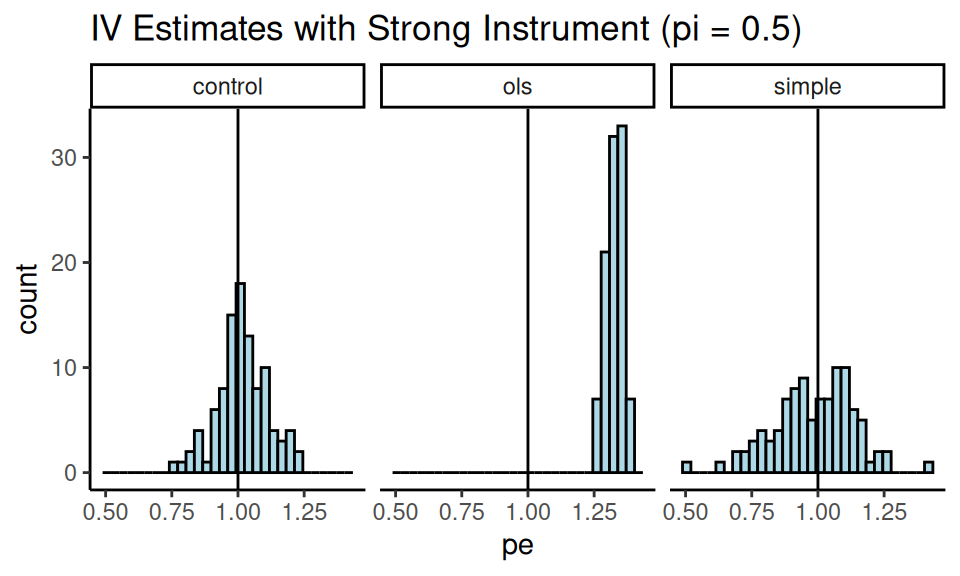 IV Estimates with Strong Instrument (pi = 0.5)
control ols simple
count
30
20
10
0
0.50 0.75 1.00 1.25 0.50 0.75 1.00 1.25 0.50 0.75 1.00 1.25
pe